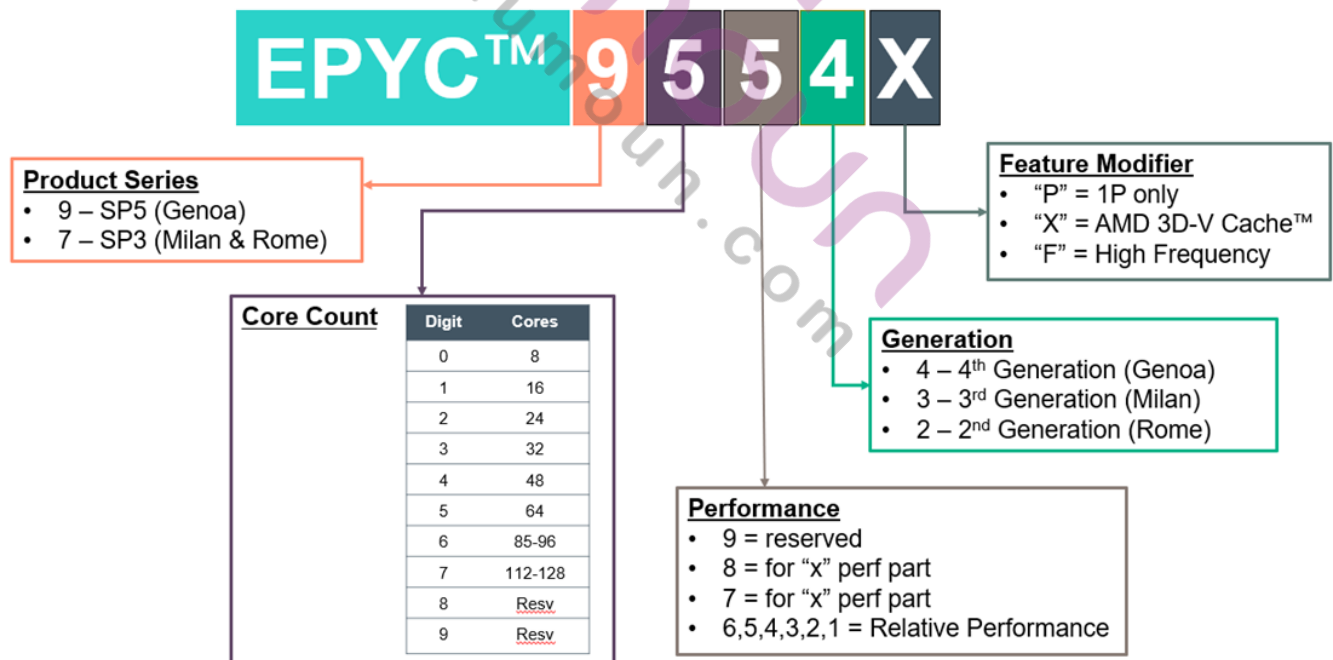 EPYC™ 9 5 5 4 X
Product Series
• 9 – SP5 (Genoa)
• 7 – SP3 (Milan & Rome)
Feature Modifier
• “P” = 1P only
• “X” = AMD 3D-V Cache™
• “F” = High Frequency
Core Count
Digit Cores
0 8
1 16
2 24
3 32
4 48
5 64
6 85-96
7 112-128
8 Resv
9 Resv
Generation
• 4 – 4th Generation (Genoa)
• 3 – 3rd Generation (Milan)
• 2 – 2nd Generation (Rome)
Performance
• 9 = reserved
• 8 = for “x” perf part
• 7 = for “x” perf part
• 6,5,4,3,2,1 = Relative Performance